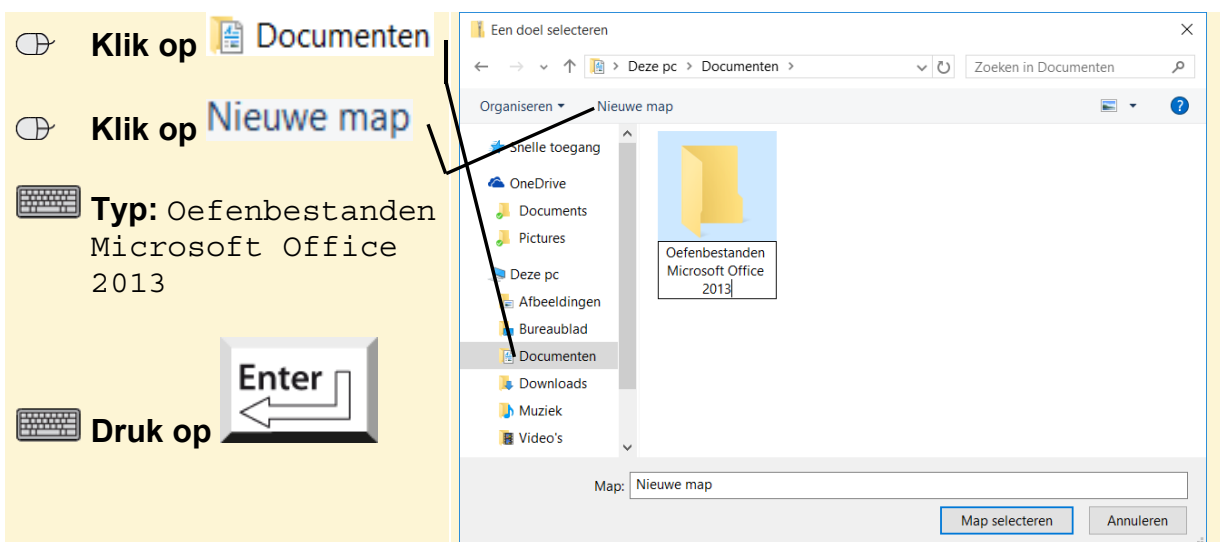 Klik op Documenten
Klik op Nieuwe map
Typ: Oefenbestanden
Microsoft Office
2013
Druk op Enter
Een doel selecteren
Deze pc > Documenten >
Zoeken in Documenten
Organiseren
Nieuwe map
?
Snelle toegang
OneDrive
Documents
Pictures
Deze pc
Afbeeldingen
Bureaublad
Documenten
Downloads
Muziek
Video's
Oefenbestanden
Microsoft Office
2013
Map: Nieuwe map
Map selecteren
Annuleren